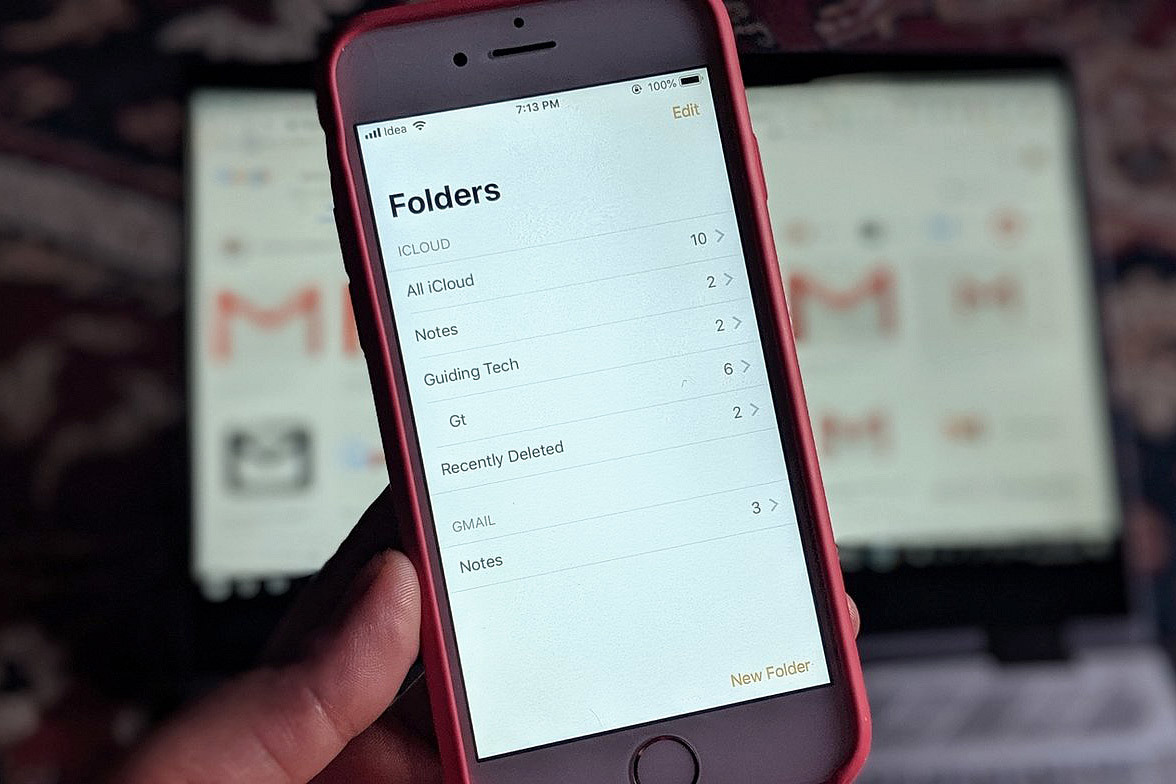 Idea 7:13 PM 100%
Edit
Folders
ICLOUD
All iCloud 10
Notes 2
Guiding Tech 2
Gt 6
Recently Deleted 2
GMAIL
Notes 3
New Folder